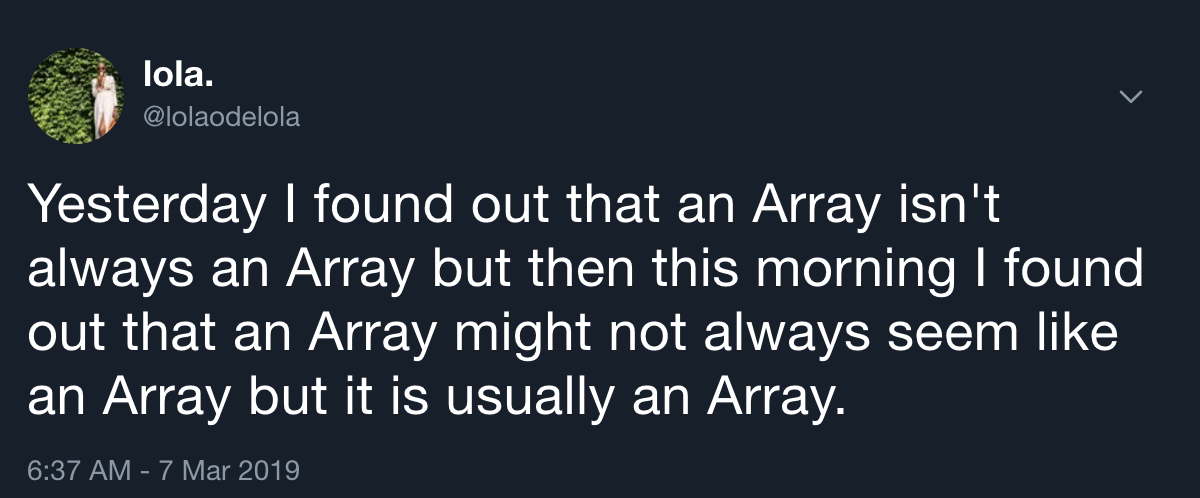 lola.
@lolaodelola
Yesterday I found out that an Array isn't
always an Array but then this morning I found
out that an Array might not always seem like
an Array but it is usually an Array.
6:37 AM - 7 Mar 2019